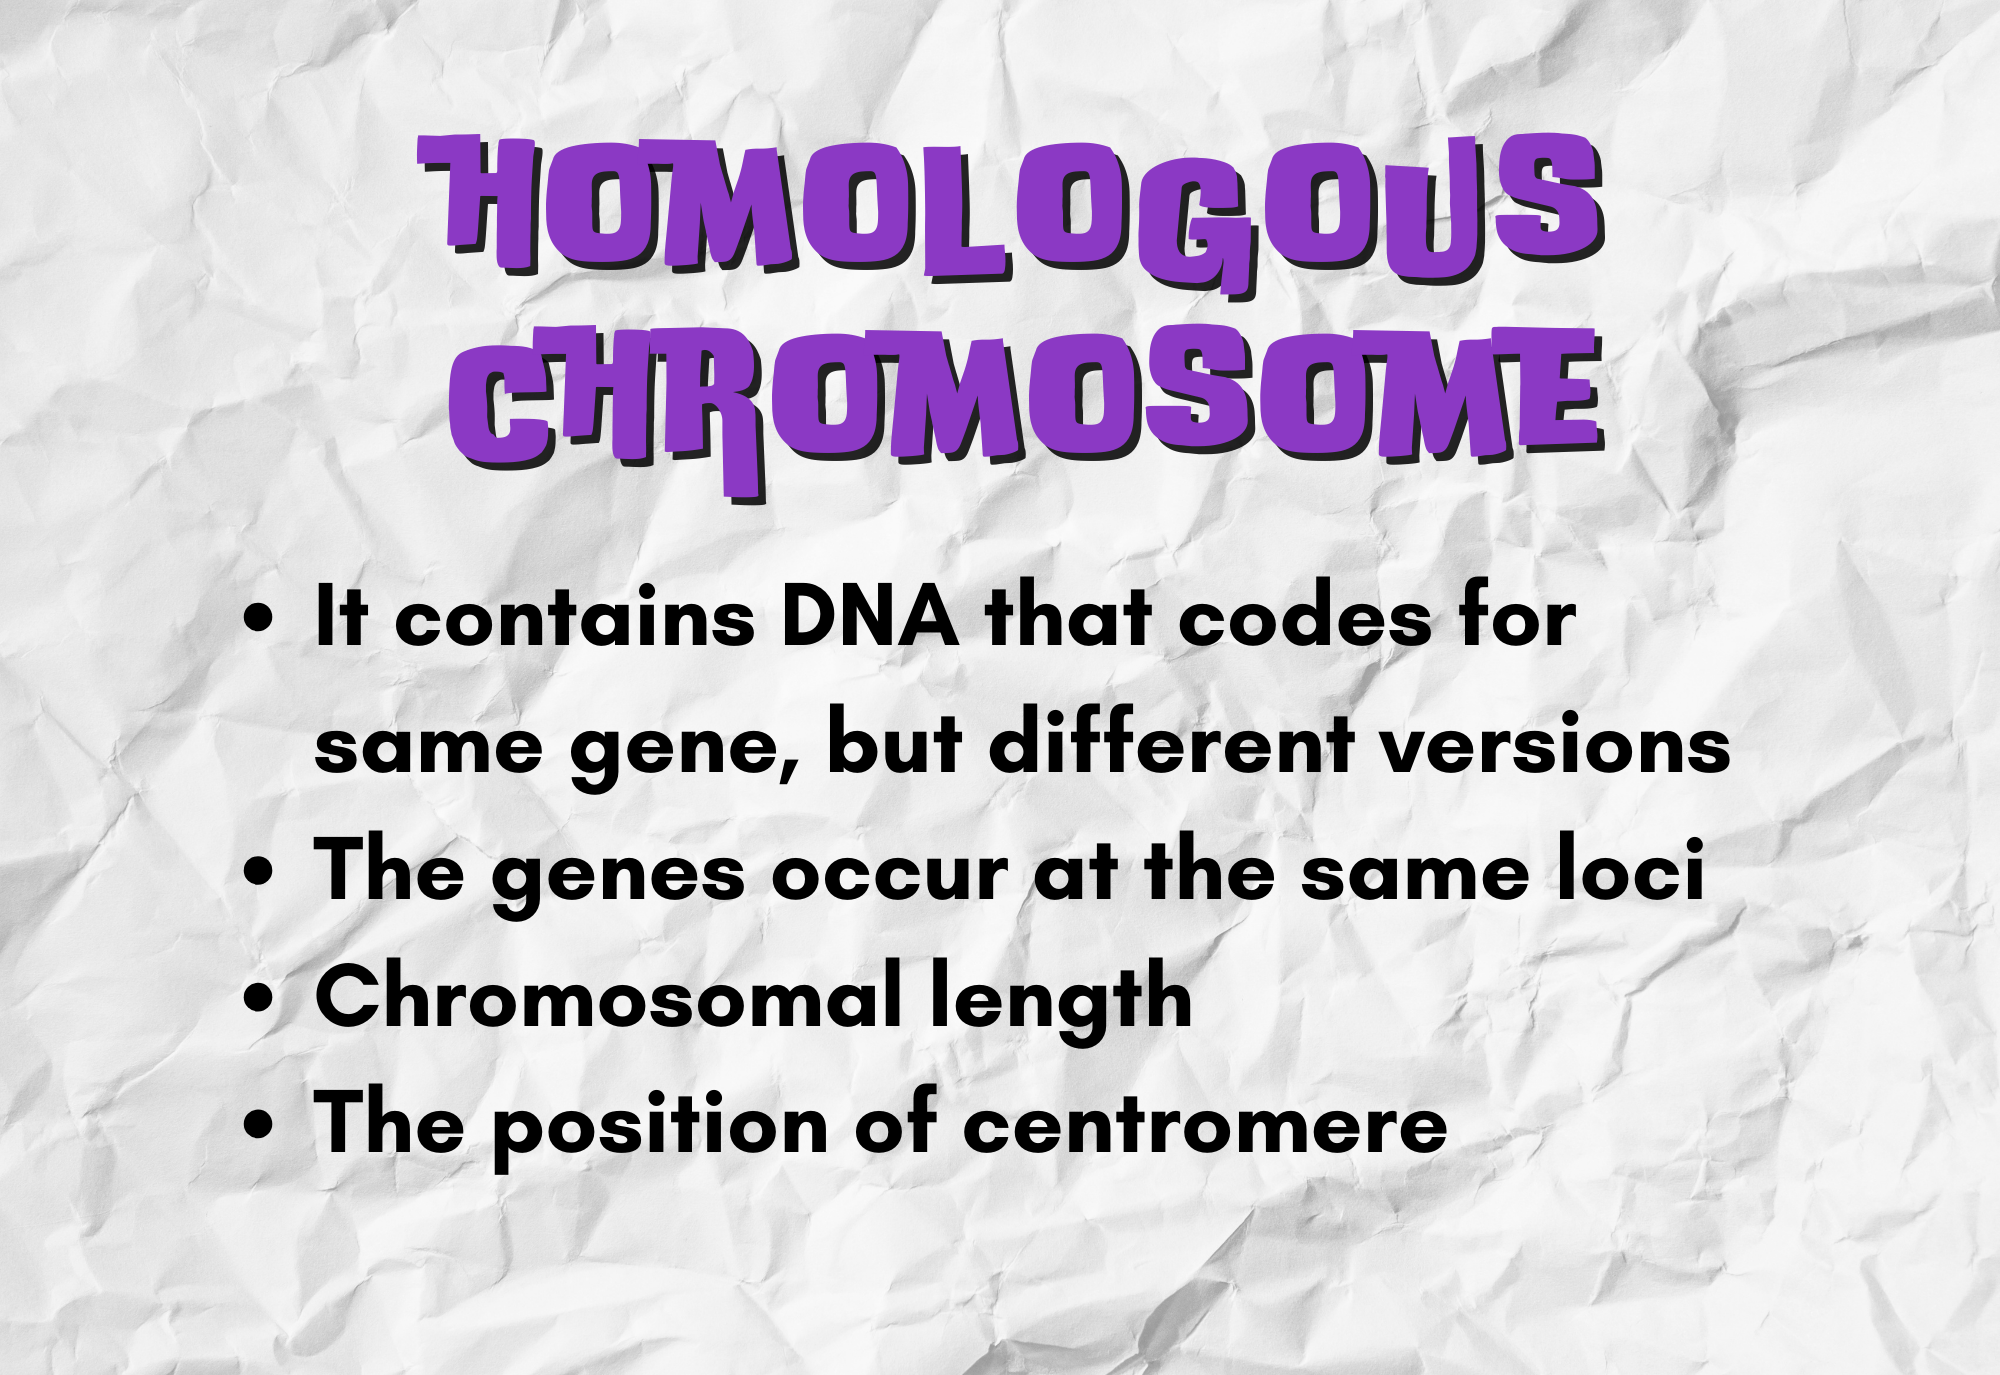 HOMOLOGOUS
CHROMOSOME
• It contains DNA that codes for
same gene, but different versions
• The genes occur at the same loci
• Chromosomal length
• The position of centromere